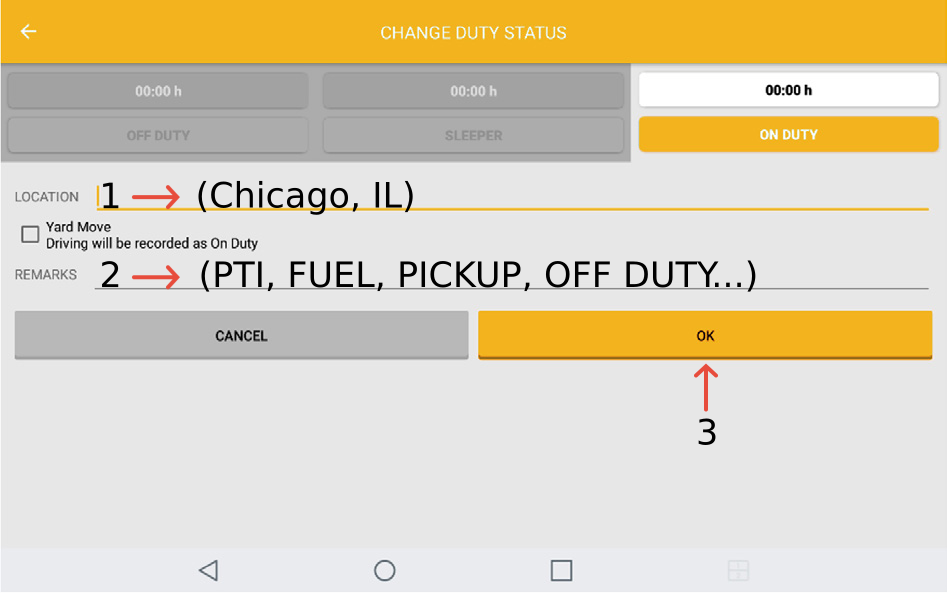 CHANGE DUTY STATUS
00:00 h 00:00 h 00:00 h
OFF DUTY SLEEPER ON DUTY
LOCATION 1 (Chicago, IL)
Yard Move
Driving will be recorded as On Duty
REMARKS 2 (PTI, FUEL, PICKUP, OFF DUTY...)
CANCEL OK
3